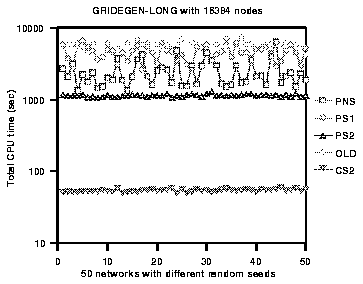 GRIDEGEN-LONG with 16384 nodes
10000
1000
100
10
Total CPU time (sec)
0 10 20 30 40 50
50 networks with different random seeds
PNS
PS1
PS2
OLD
CS2